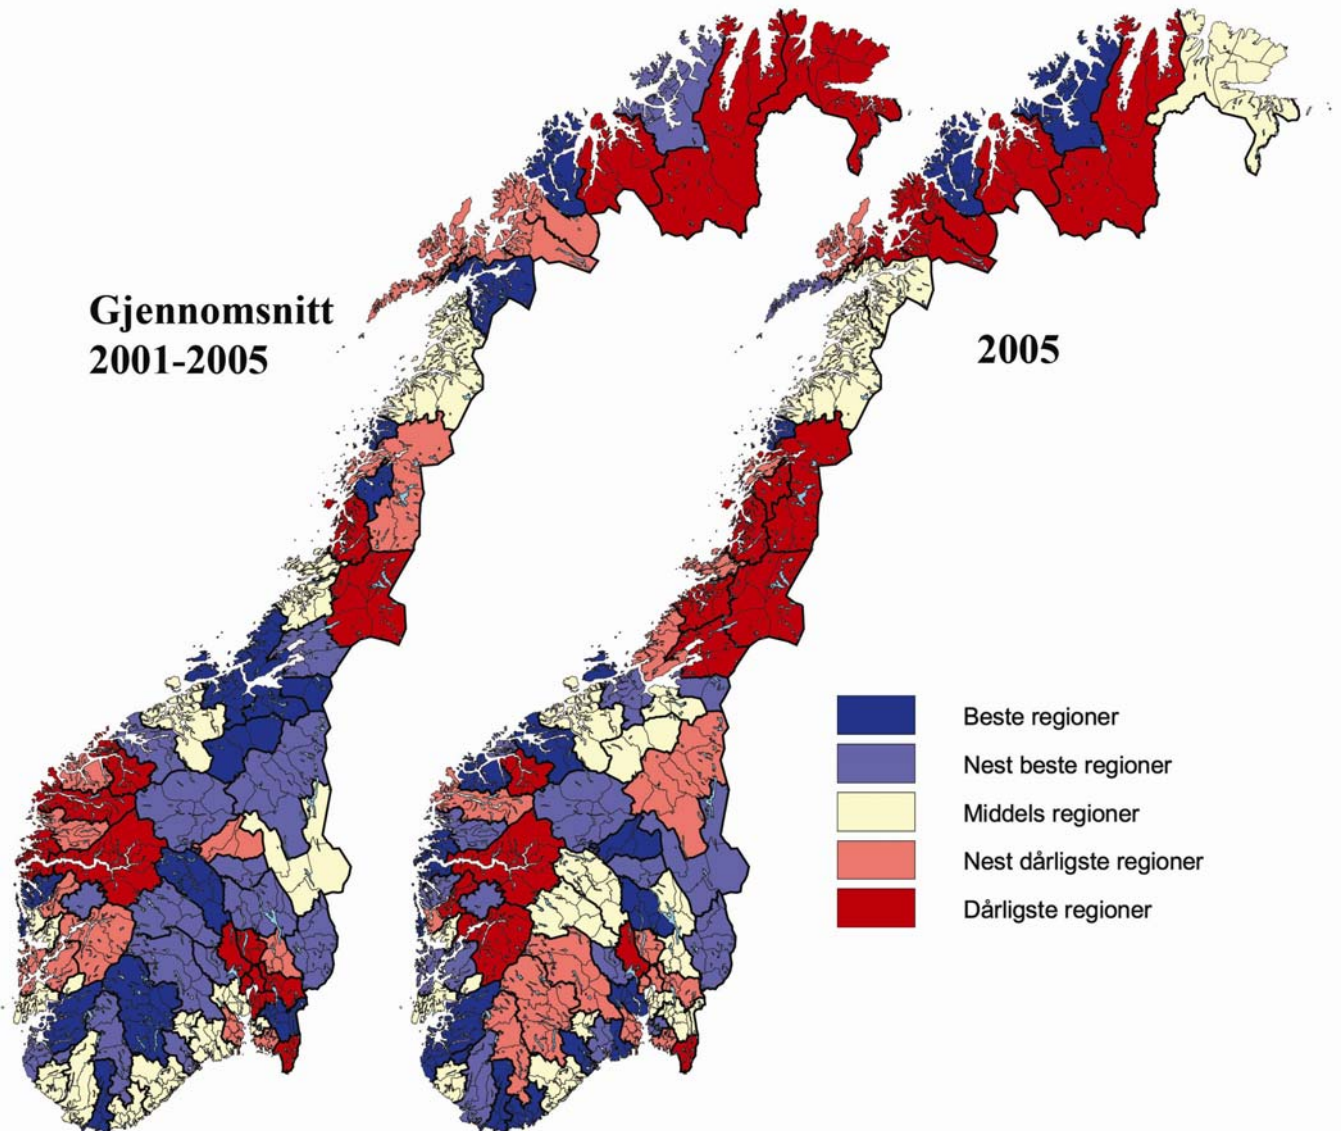 Gjennomsnitt
2001-2005
2005
Beste regioner
Nest beste regioner
Middels regioner
Nest dårligste regioner
Dårligste regioner